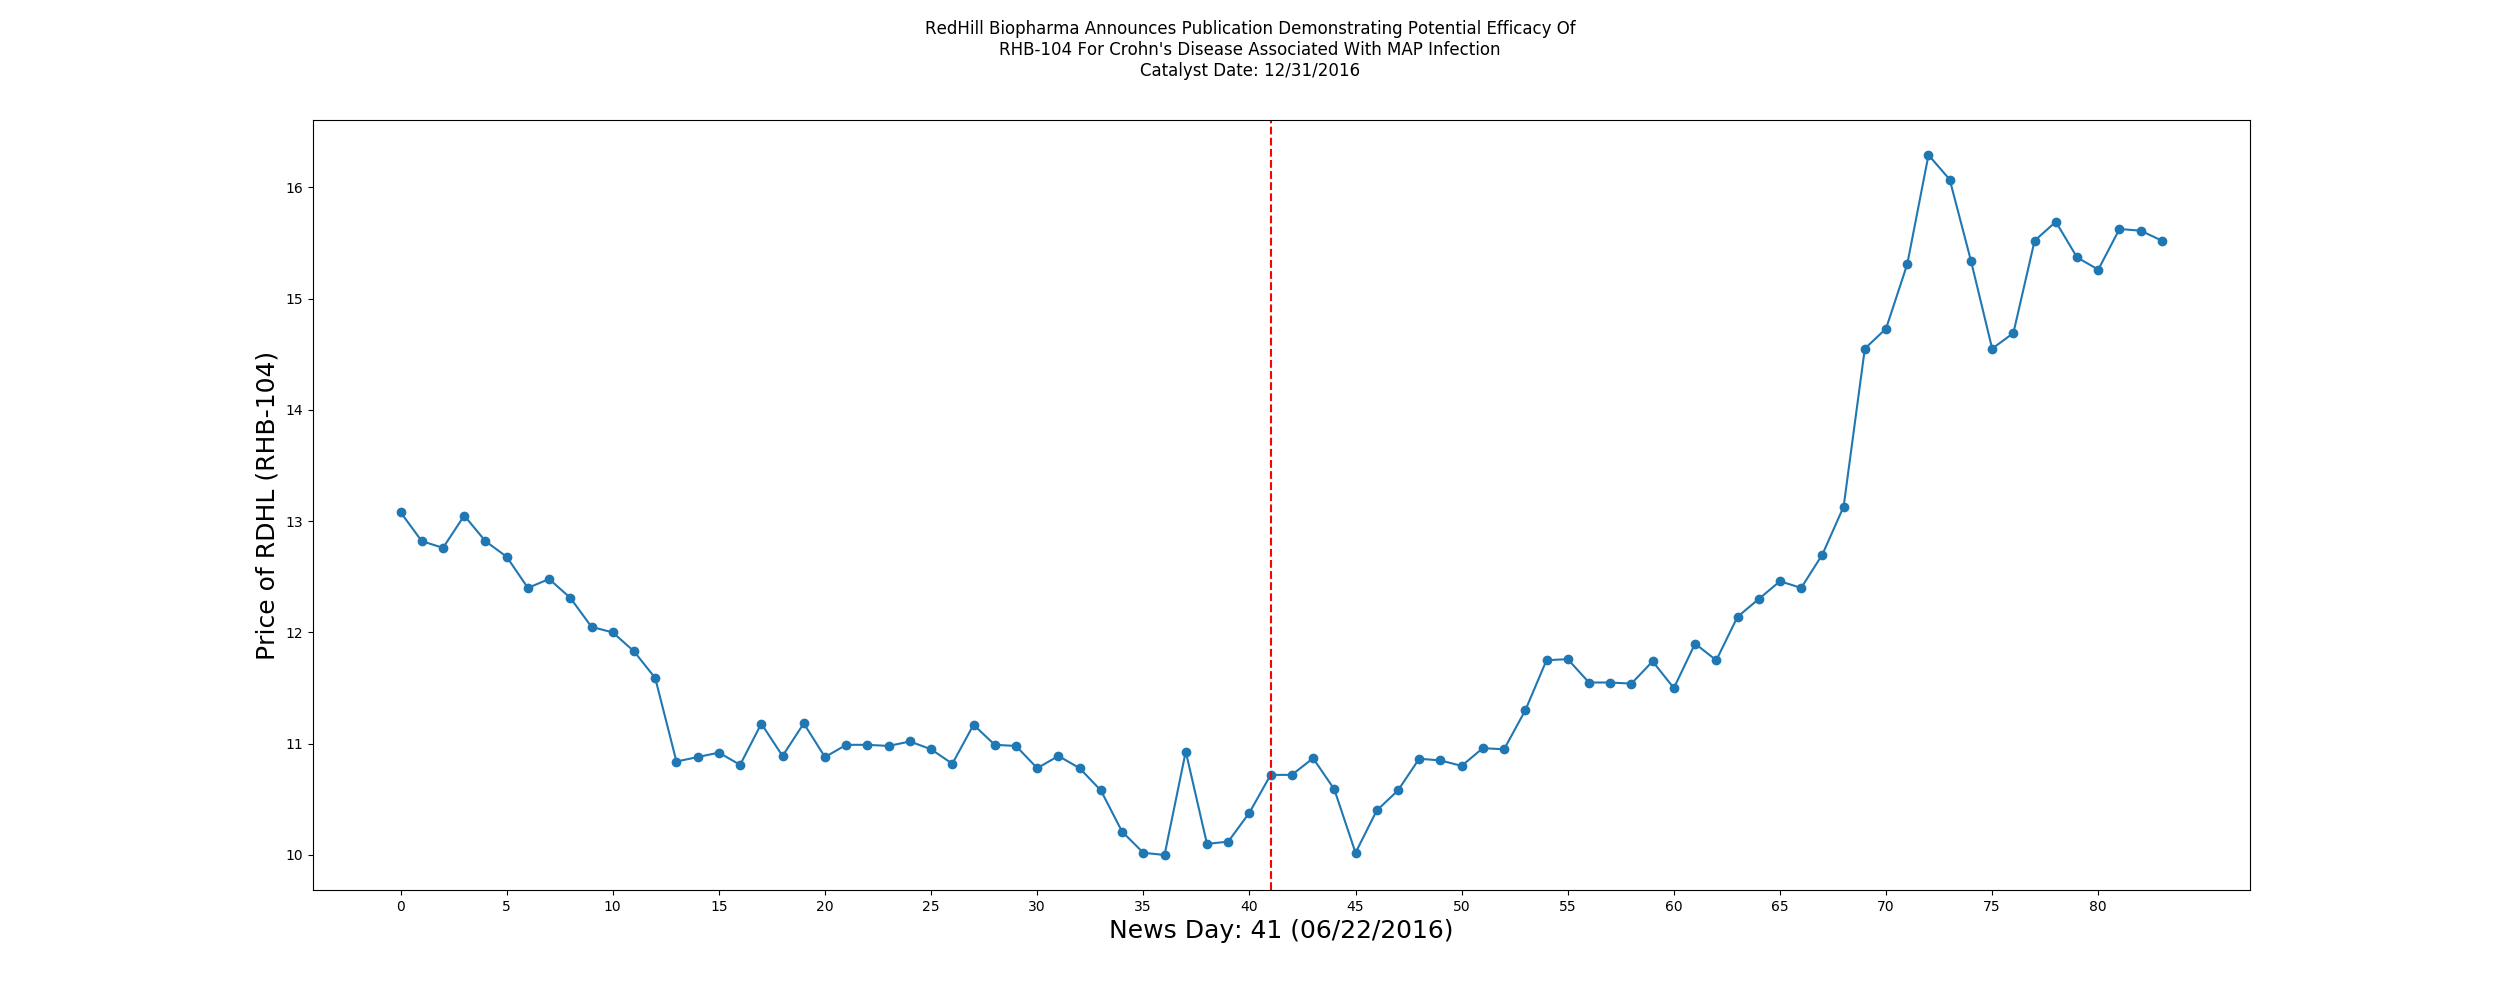 RedHill Biopharma Announces Publication Demonstrating Potential Efficacy Of
RHB-104 For Crohn's Disease Associated With MAP Infection
Catalyst Date: 12/31/2016
Price of RDHL (RHB-104)
16
15
14
13
12
11
10
0 5 10 15 20 25 30 35 40 45 50 55 60 65 70 75 80
News Day: 41 (06/22/2016)